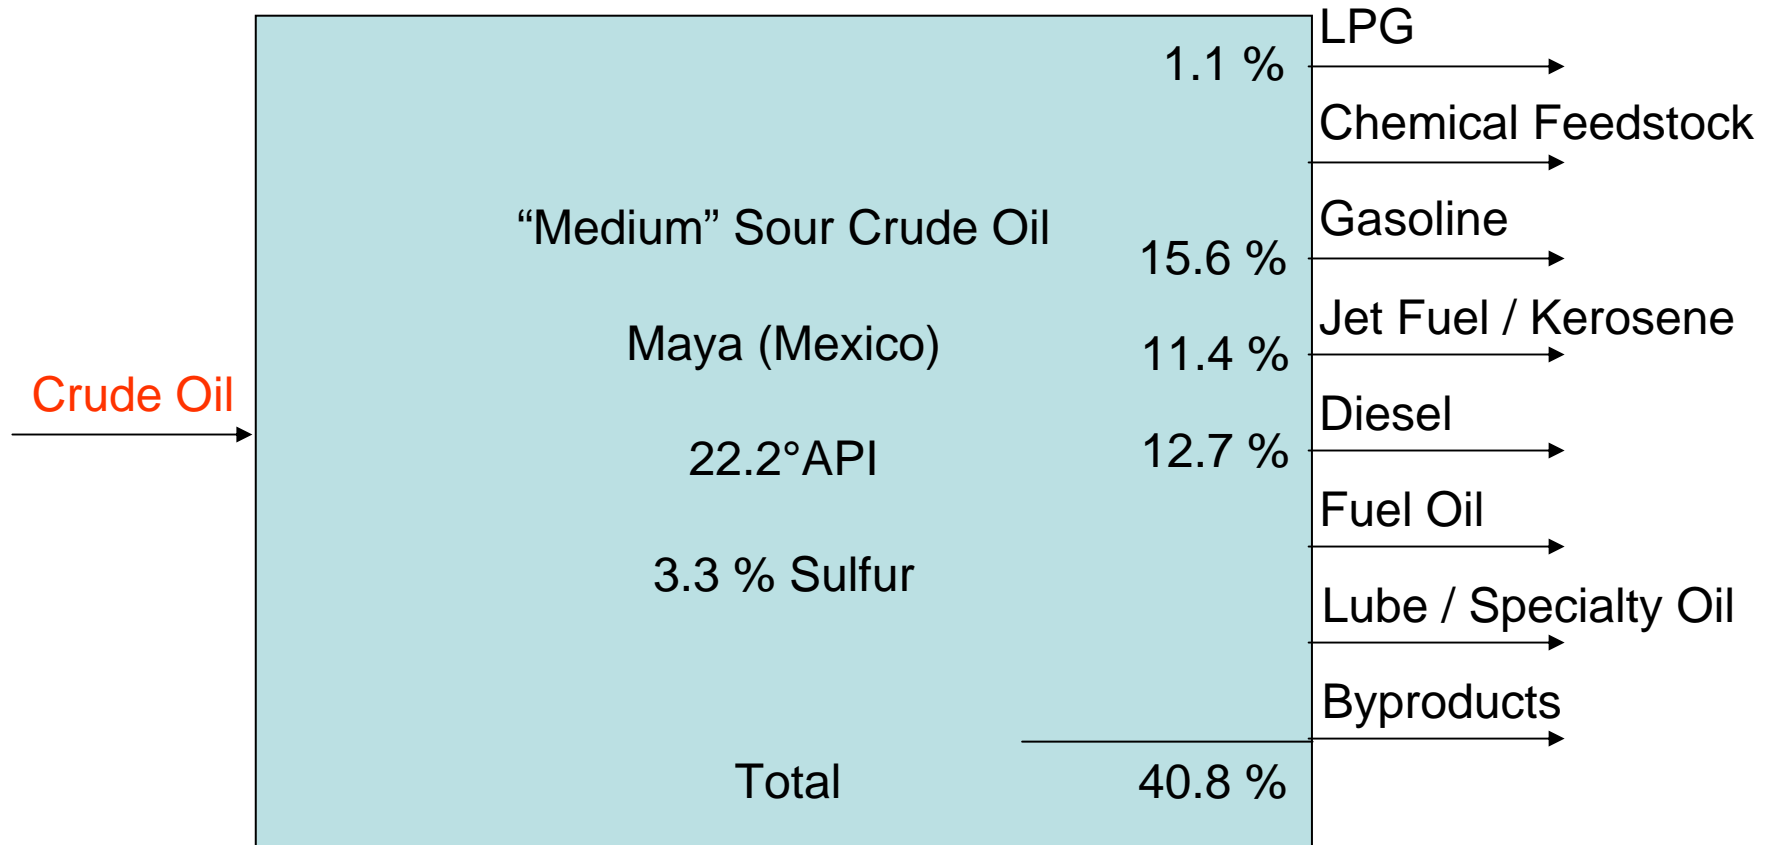 LPG
1.1 %
Chemical Feedstock
“Medium” Sour Crude Oil
Gasoline
15.6 %
Maya (Mexico)
Jet Fuel / Kerosene
11.4 %
Crude Oil
Diesel
22.2°API
12.7 %
Fuel Oil
3.3 % Sulfur
Lube / Specialty Oil
Byproducts
Total
40.8 %